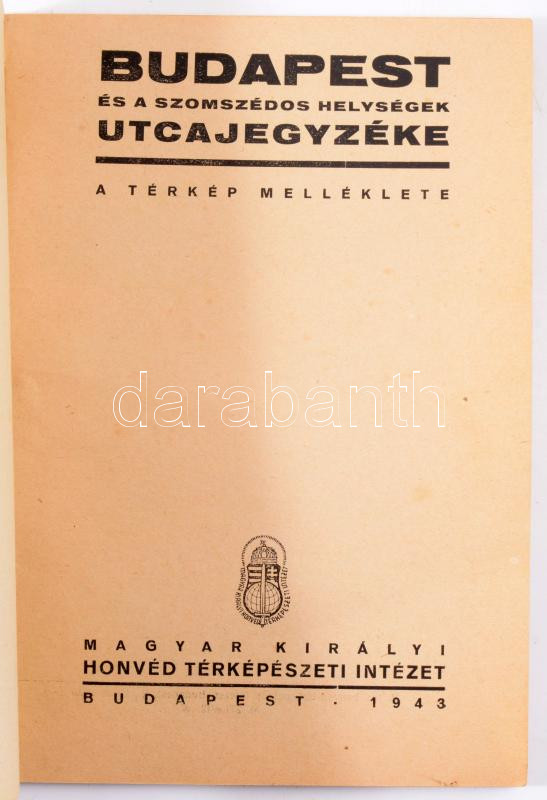 BUDAPEST
ÉS A SZOMSZÉDOS HELYSÉGEK
UTCAJEGYZÉKE
A TÉRKÉP MELLÉKLETE
darabanth
MAGYAR KIRÁLYI
HONVÉD TÉRKÉPÉSZETI INTÉZET
BUDAPEST · 1943